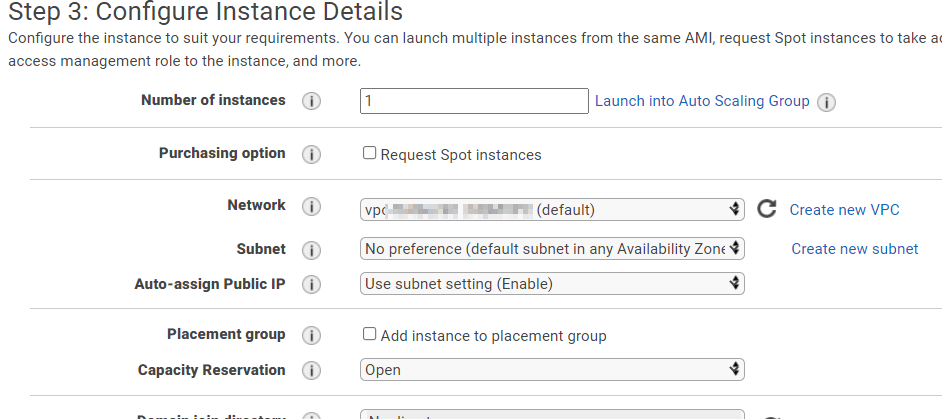 Step 3: Configure Instance Details
Configure the instance to suit your requirements. You can launch multiple instances from the same AMI, request Spot instances to take
access management role to the instance, and more.
Number of instances i 1 Launch into Auto Scaling Group i
Purchasing option i Request Spot instances
Network i (default) Create new VPC
Subnet i No preference (default subnet in any Availability Zone Create new subnet
Auto-assign Public IP i Use subnet setting (Enable)
Placement group i Add instance to placement group
Capacity Reservation i Open